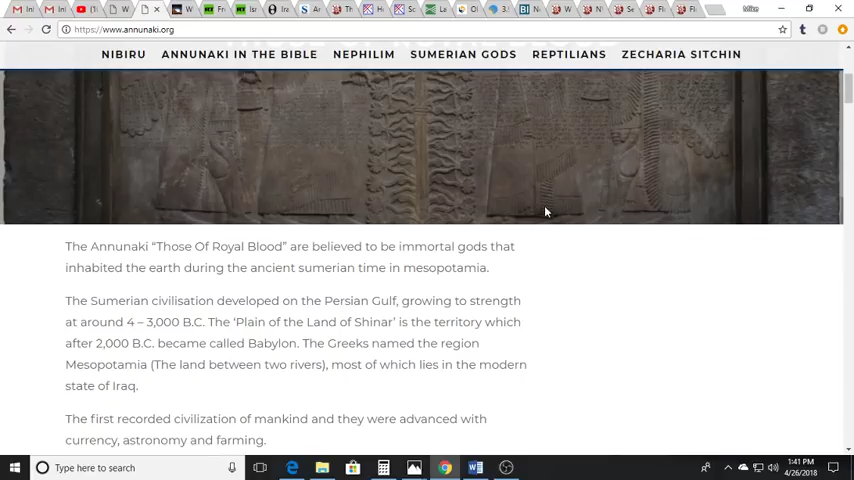 Mike
https://www.annunaki.org
NIBIRU ANNUNAKI IN THE BIBLE NEPHILIM SUMERIAN GODS REPTILIANS ZECHARIA SITCHIN
The Annunaki “Those Of Royal Blood” are believed to be immortal gods that
inhabited the earth during the ancient sumerian time in mesopotamia.
The Sumerian civilisation developed on the Persian Gulf, growing to strength
at around 4 – 3,000 B.C. The ‘Plain of the Land of Shinar’ is the territory which
after 2,000 B.C. became called Babylon. The Greeks named the region
Mesopotamia (The land between two rivers), most of which lies in the modern
state of Iraq.
The first recorded civilization of mankind and they were advanced with
currency, astronomy and farming.
Type here to search
1:41 PM
4/26/2018